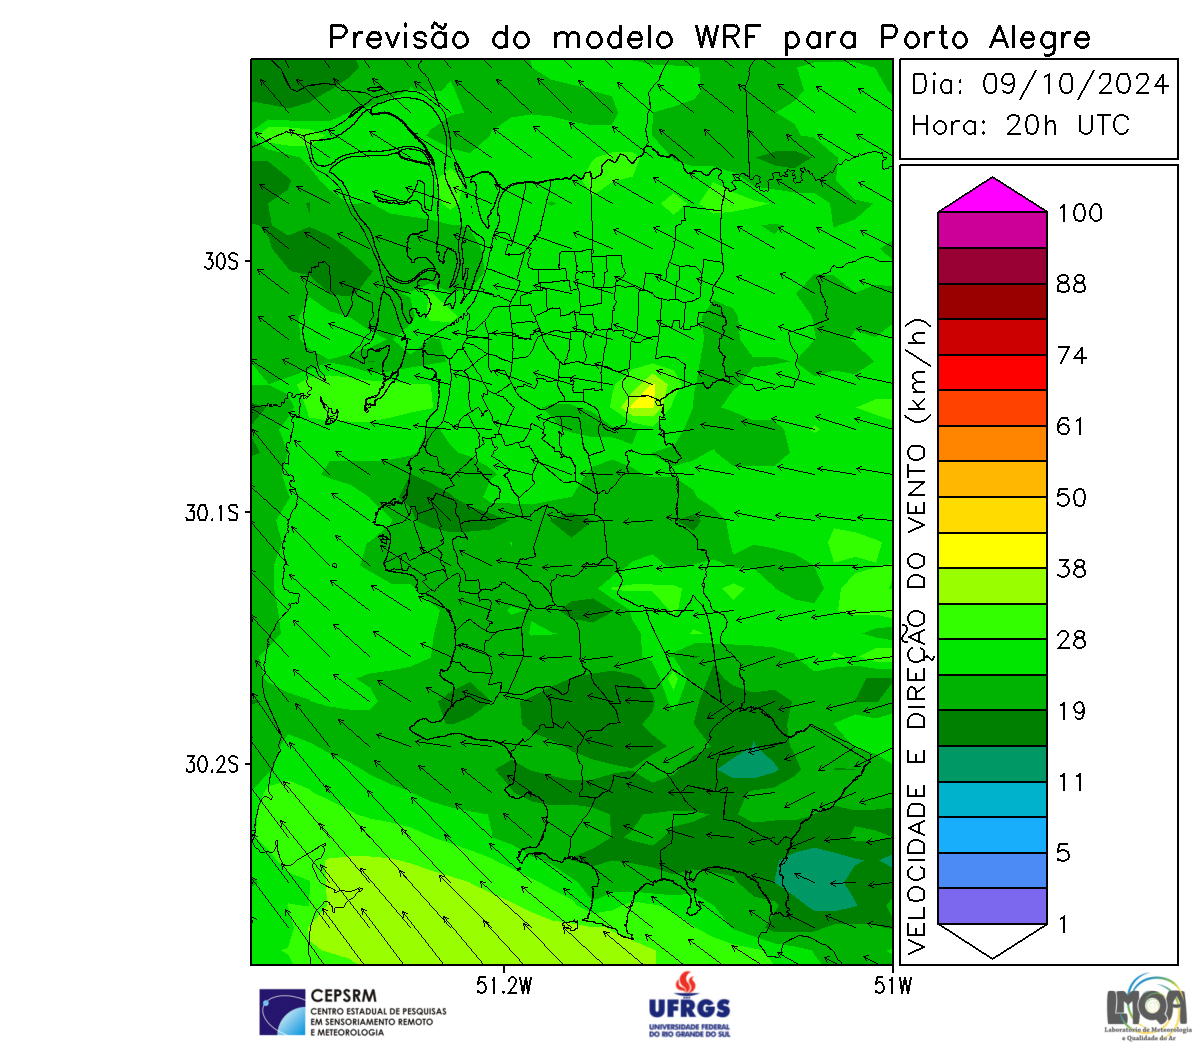 Previsão do modelo WRF para Porto Alegre
Dia: 09/10/2024
Hora: 20h UTC
100
88
74
61
50
38
28
19
11
5
1
VELOCIDADE E DIREÇÃO DO VENTO (km/h)
30S
30.1S
30.2S
51.2W
51W
CEPSRM
CENTRO ESTADUAL DE PESQUISAS
EM SENSORIAMENTO REMOTO
E METEOROLOGIA
UFRGS
UNIVERSIDADE FEDERAL
DO RIO GRANDE DO SUL
LMQA
Laboratório de Meteorologia
e Qualidade do Ar